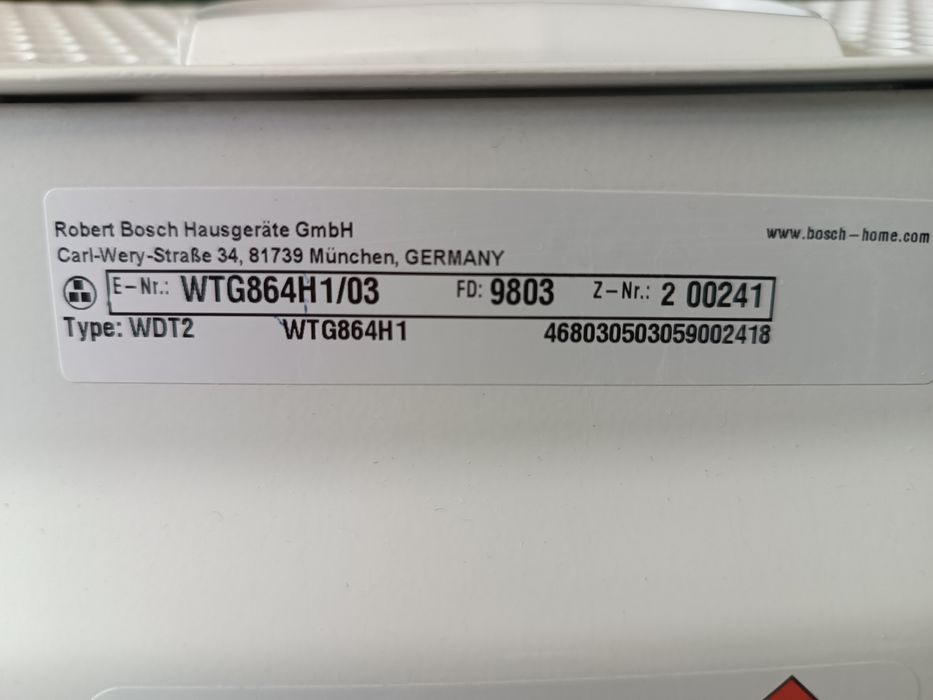 Robert Bosch Hausgeräte GmbH
www.bosch-home.com
Carl-Wery-Straße 34, 81739 München, GERMANY
E-Nr.: WTG864H1/03 FD: 9803 Z-Nr.: 2 00241
Type: WDT2 WTG864H1 468030503059002418